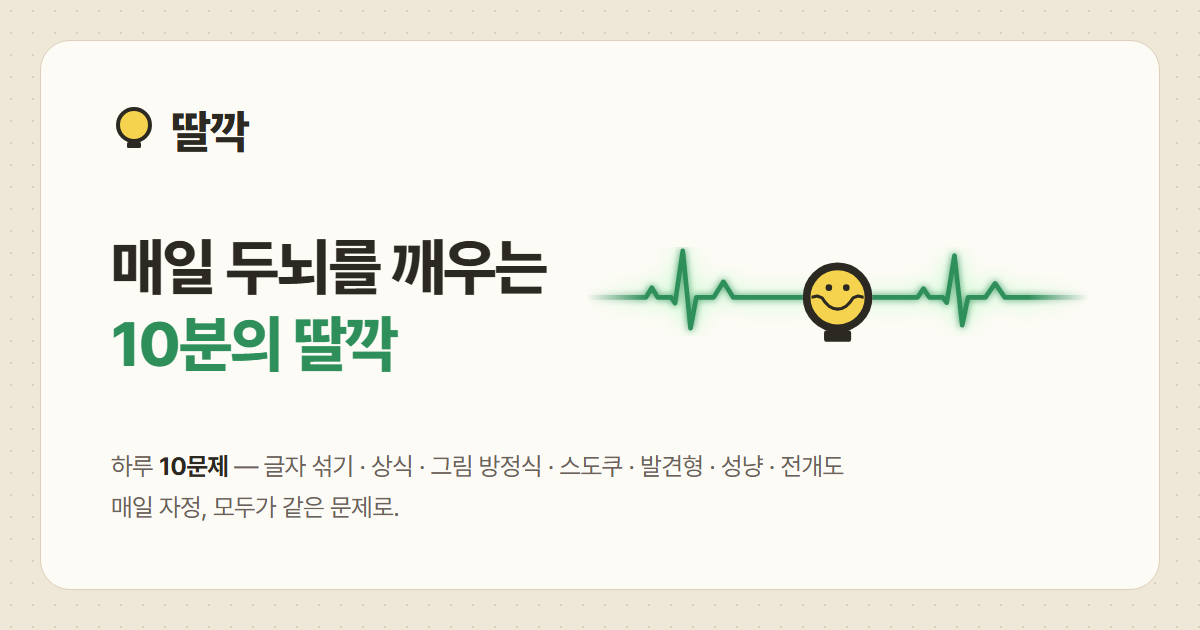 딸깍
매일 두뇌를 깨우는
10분의 딸깍
하루 10문제 — 글자 섞기 · 상식 · 그림 방정식 · 스도쿠 · 발견형 · 성냥 · 전개도
매일 자정, 모두가 같은 문제로.